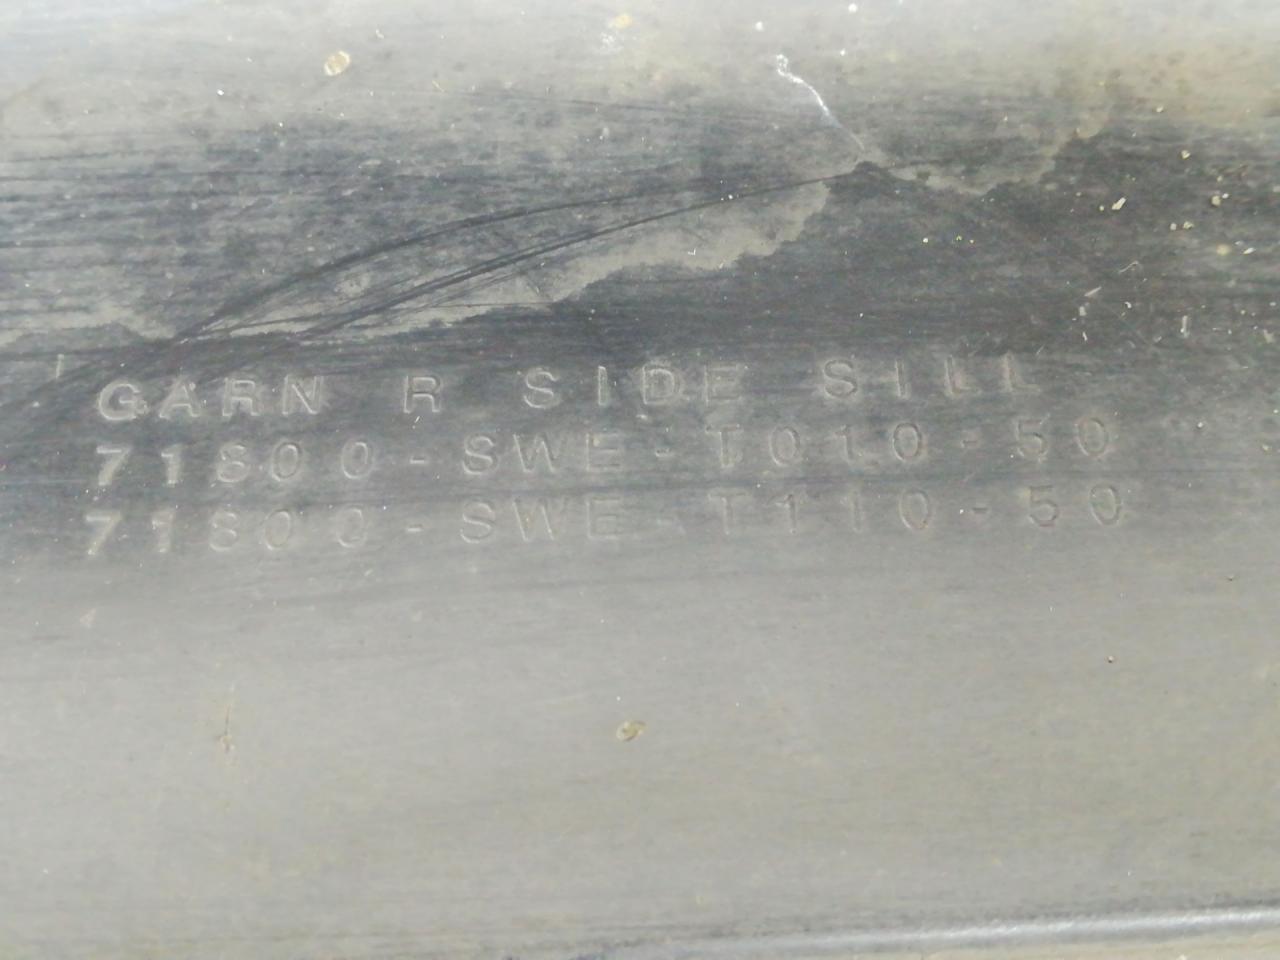 GARN R SIDE SILL
71800-SWE-T010-50
71800-SWE-T110-50